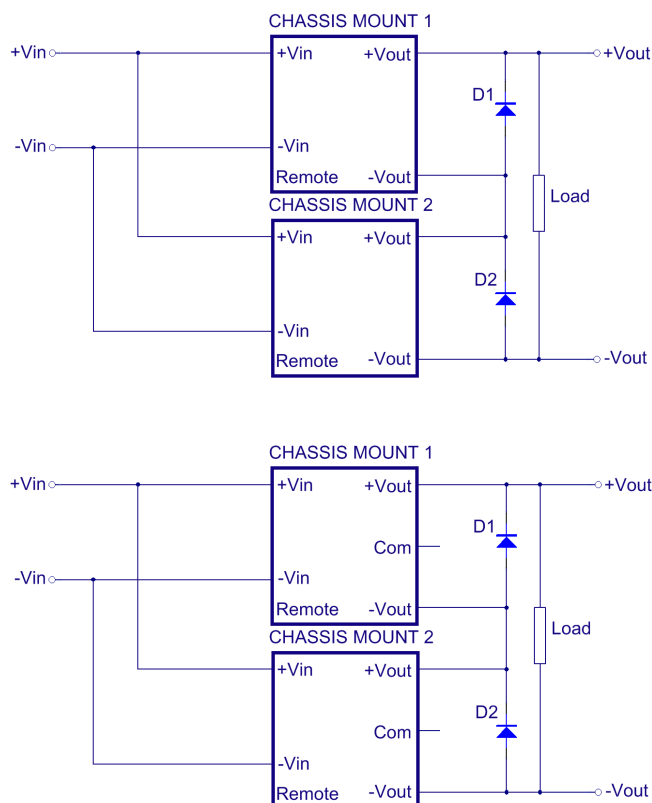 CHASSIS MOUNT 1
+Vin +Vin +Vout +Vout
D1
-Vin -Vin
Remote -Vout
Load
CHASSIS MOUNT 2
+Vin +Vout
D2
-Vin
Remote -Vout -Vout
CHASSIS MOUNT 1
+Vin +Vin +Vout +Vout
D1
Com
-Vin -Vin
Remote -Vout
Load
CHASSIS MOUNT 2
+Vin +Vout
D2
Com
-Vin
Remote -Vout -Vout